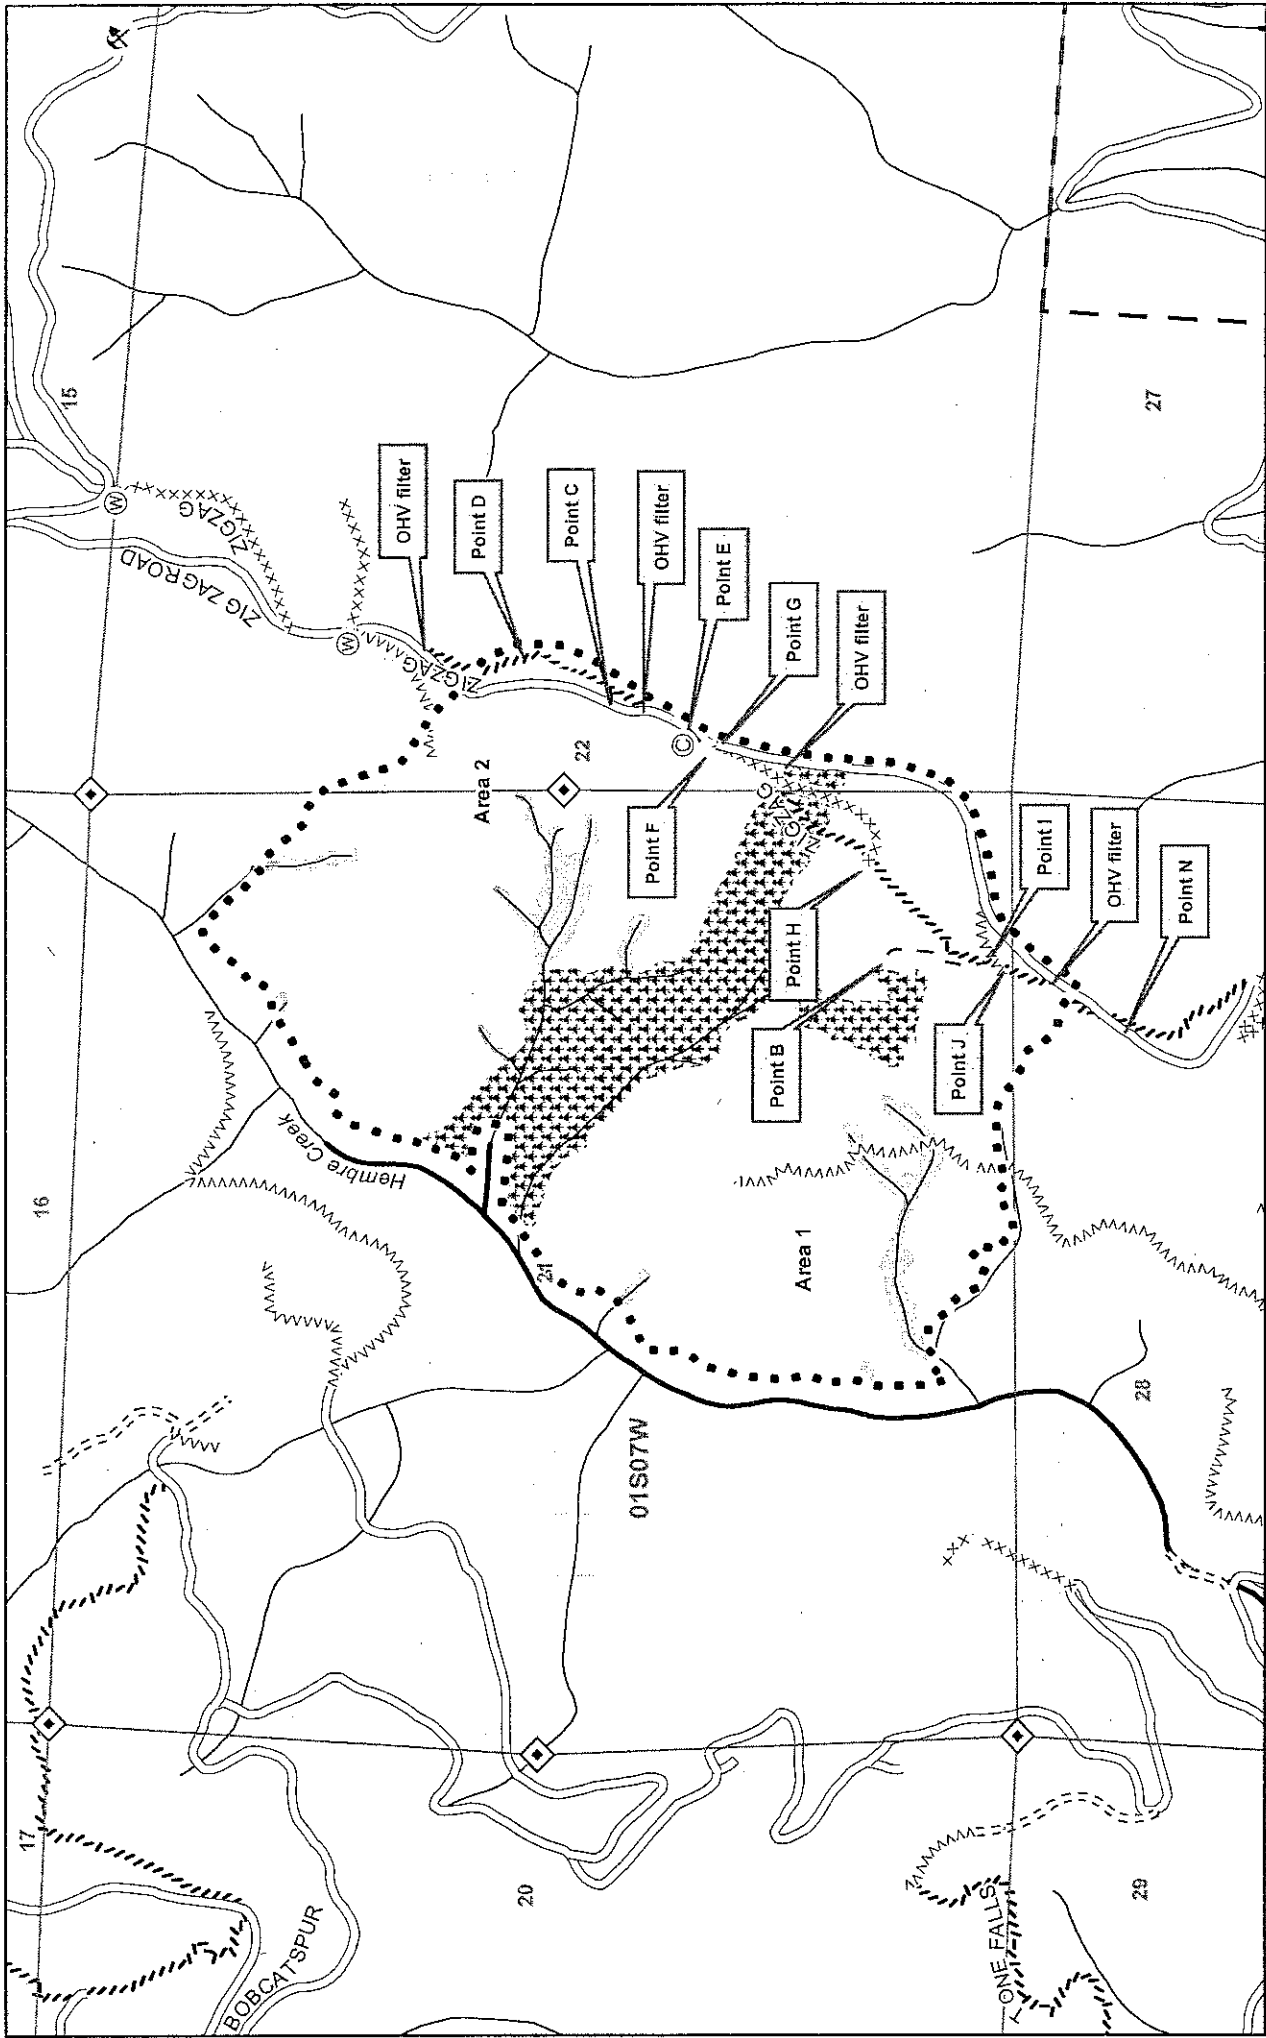 15
W
ZIGZAG
ZIG ZAG ROAD
W
ZIGZAG
OHV filter
Point D
Point C
OHV filter
Point E
Point G
OHV filter
C
22
Area 2
Point F
27
Point I
OHV filter
Point N
Point H
Point B
Point J
16
Hembre Creek
21
Area 1
01S07W
28
17
20
BOBCATSPUR
29
ONE FALLS